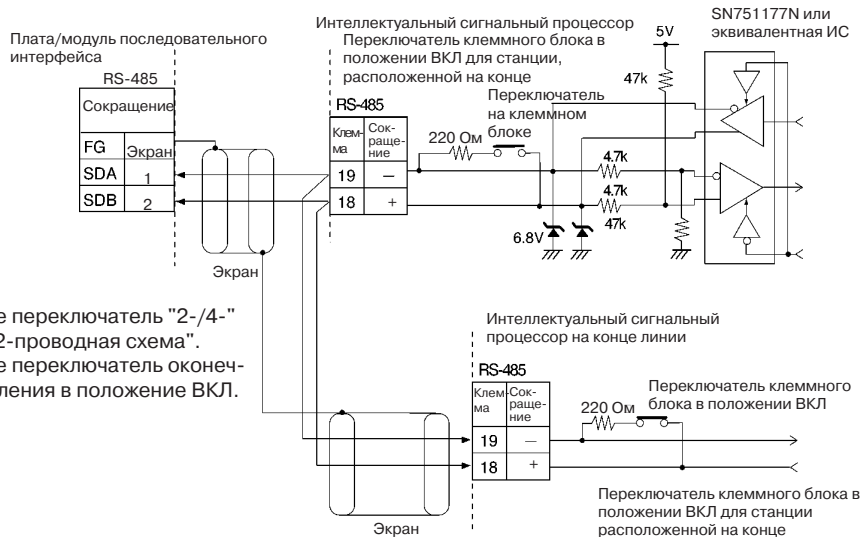 Плата/модуль последовательного
интерфейса
RS-485
Сокращение
FG Экран
SDA 1
SDB 2
Экран
Интеллектуальный сигнальный процессор
Переключатель клеммного блока в
положении ВКЛ для станции,
расположенной на конце
RS-485
Клем-
ма
Сок-
раще-
ние
19 –
18 +
220 Ом
Переключатель
на клеммном
блоке
47k
5V
SN751177N или
эквивалентная ИС
4.7k
4.7k
47k
6.8V
е переключатель "2-/4-"
2-проводная схема".
е переключатель оконеч-
ления в положение ВКЛ.
Интеллектуальный сигнальный
процессор на конце линии
RS-485
Клем-
ма
Сок-
раще-
ние
19 –
18 +
220 Ом
Переключатель клеммного
блока в положении ВКЛ
Переключатель клеммного блока в
положении ВКЛ для станции
расположенной на конце
Экран